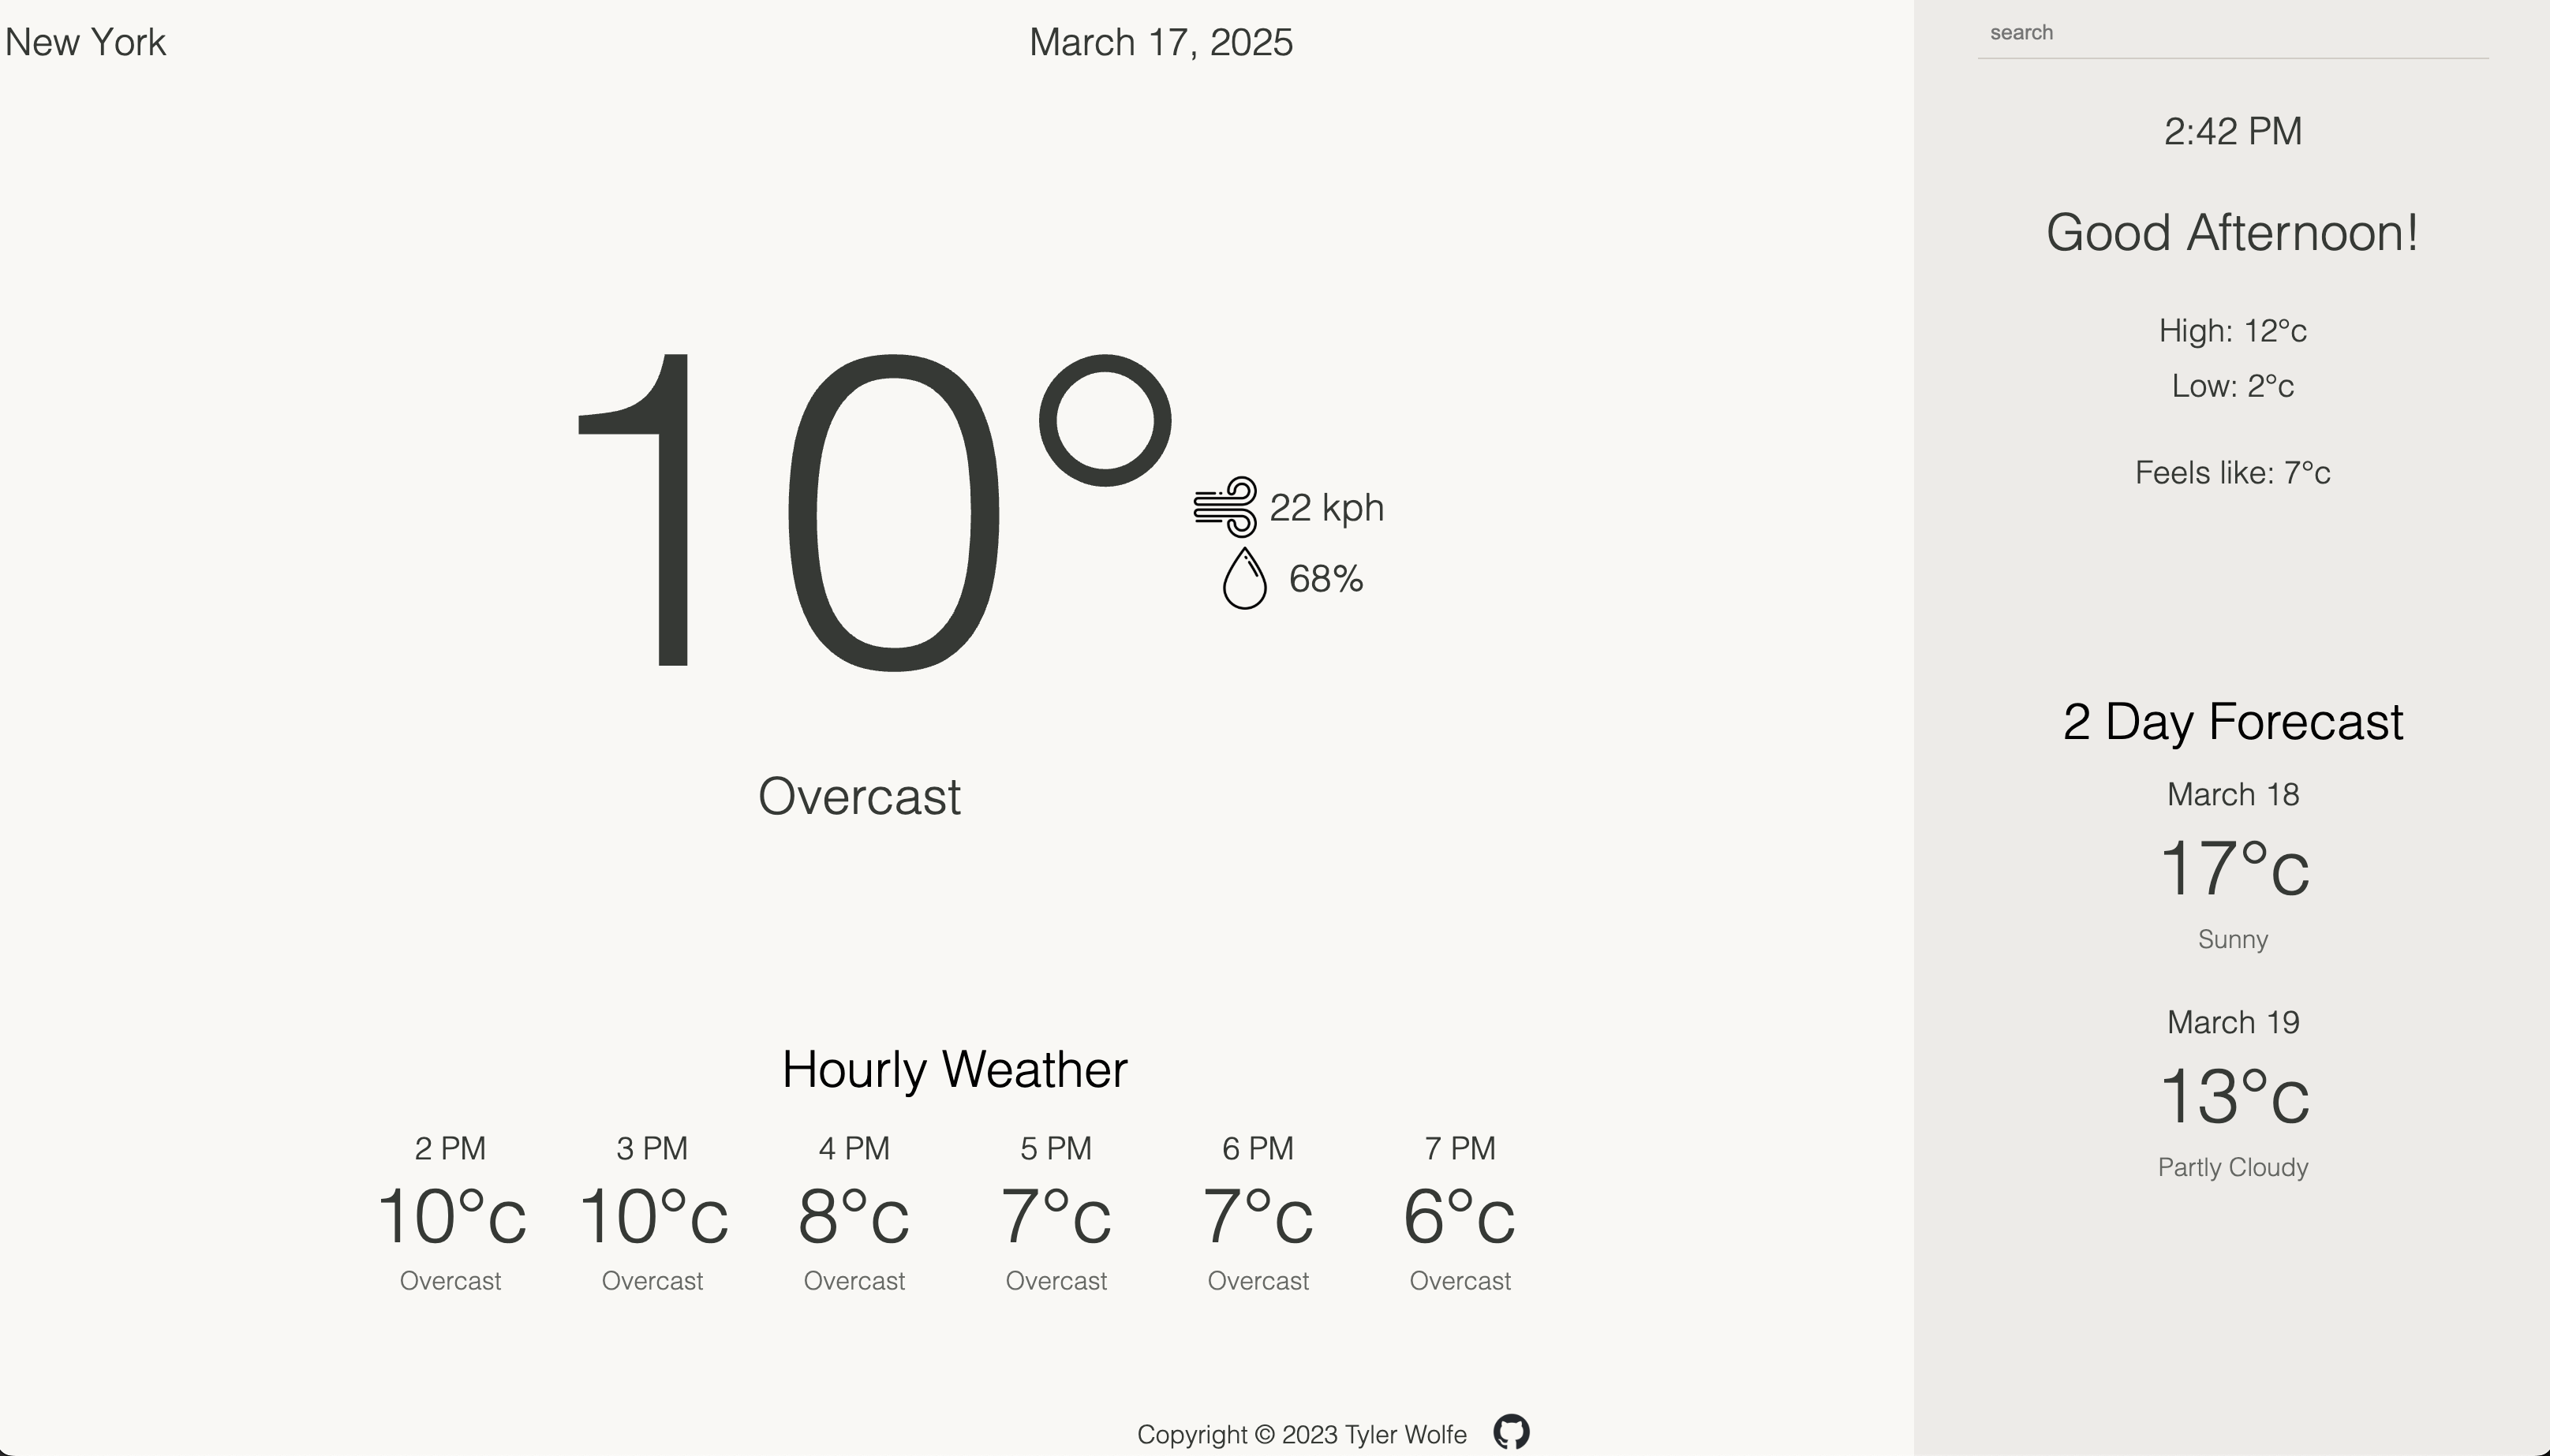 New York
March 17, 2025
10°
22 kph
68%
Overcast
Hourly Weather
2 PM 3 PM 4 PM 5 PM 6 PM 7 PM
10°c 10°c 8°c 7°c 7°c 6°c
Overcast Overcast Overcast Overcast Overcast Overcast
Copyright © 2023 Tyler Wolfe
search
2:42 PM
Good Afternoon!
High: 12°c
Low: 2°c
Feels like: 7°c
2 Day Forecast
March 18
17°c
Sunny
March 19
13°c
Partly Cloudy